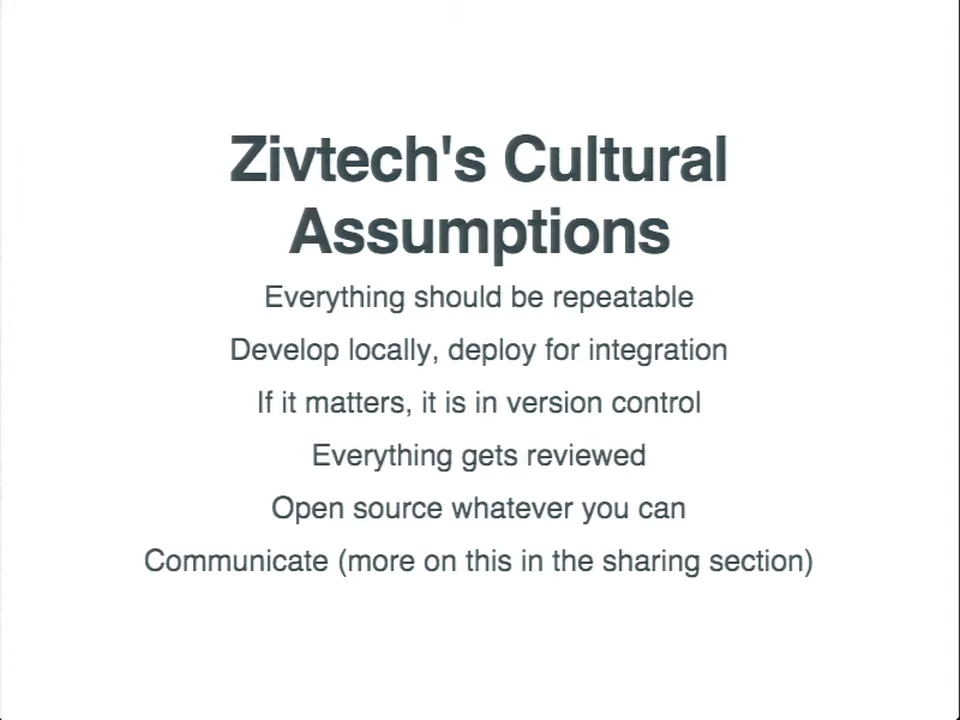 Zivtech's Cultural
Assumptions
Everything should be repeatable
Develop locally, deploy for integration
If it matters, it is in version control
Everything gets reviewed
Open source whatever you can
Communicate (more on this in the sharing section)